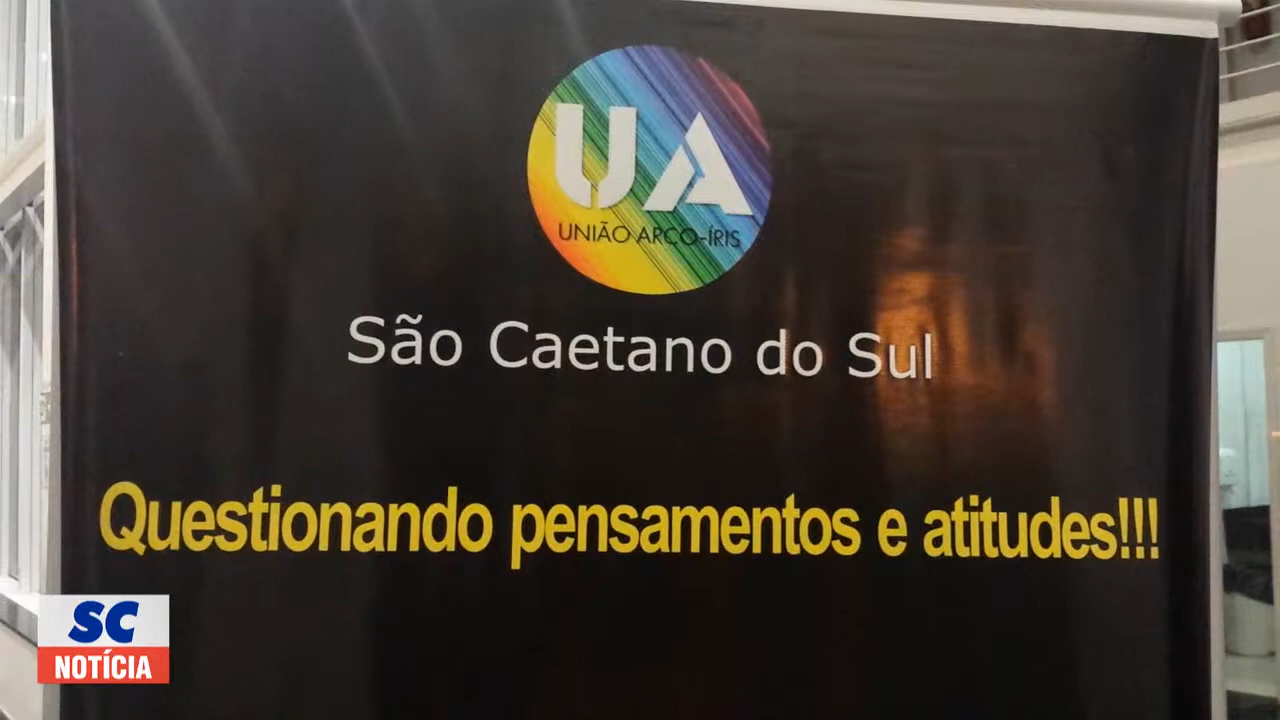 UA
UNIÃO ARCO-ÍRIS
São Caetano do Sul
Questionando pensamentos e atitudes!!!
SC
NOTÍCIA